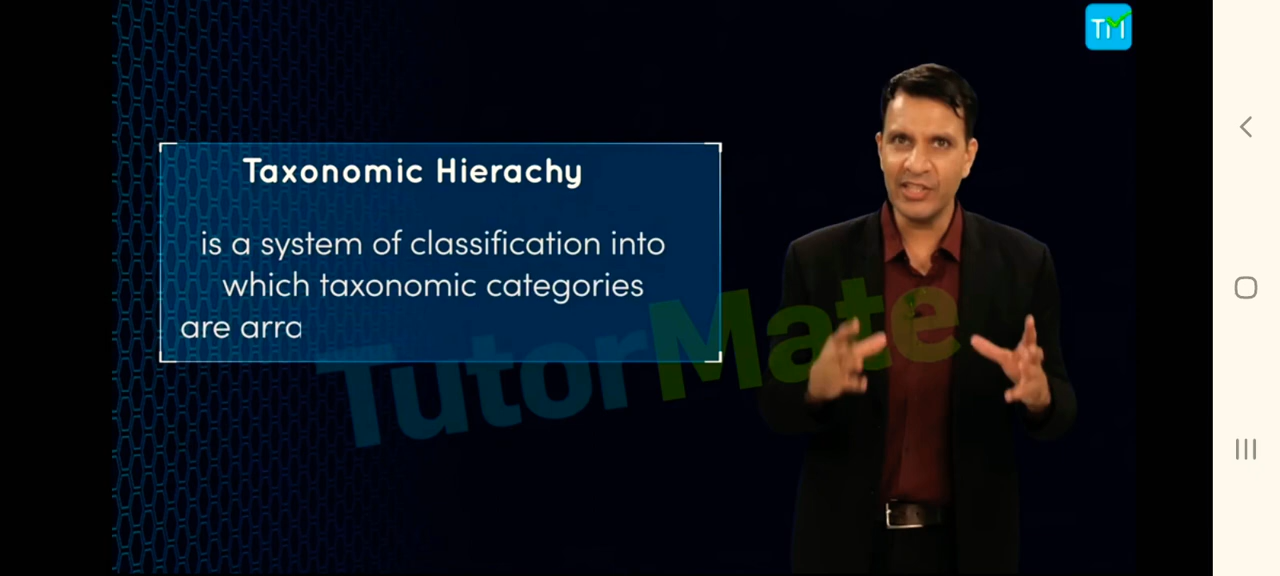 TM
Taxonomic Hierachy
is a system of classification into
which taxonomic categories
are arra
TutorMate